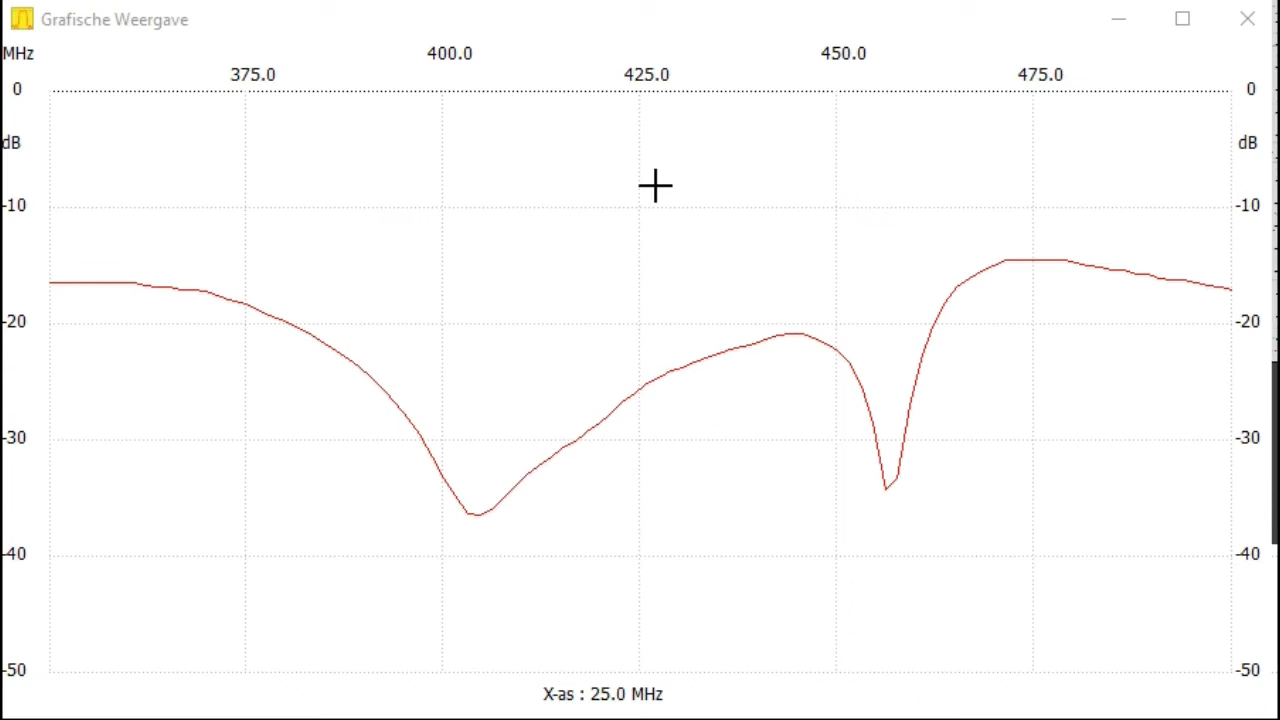 Grafische Weergave
MHz 400.0 450.0
375.0 425.0 475.0
0 0
dB dB
-10 -10
-20 -20
-30 -30
-40 -40
-50 -50
X-as : 25.0 MHz